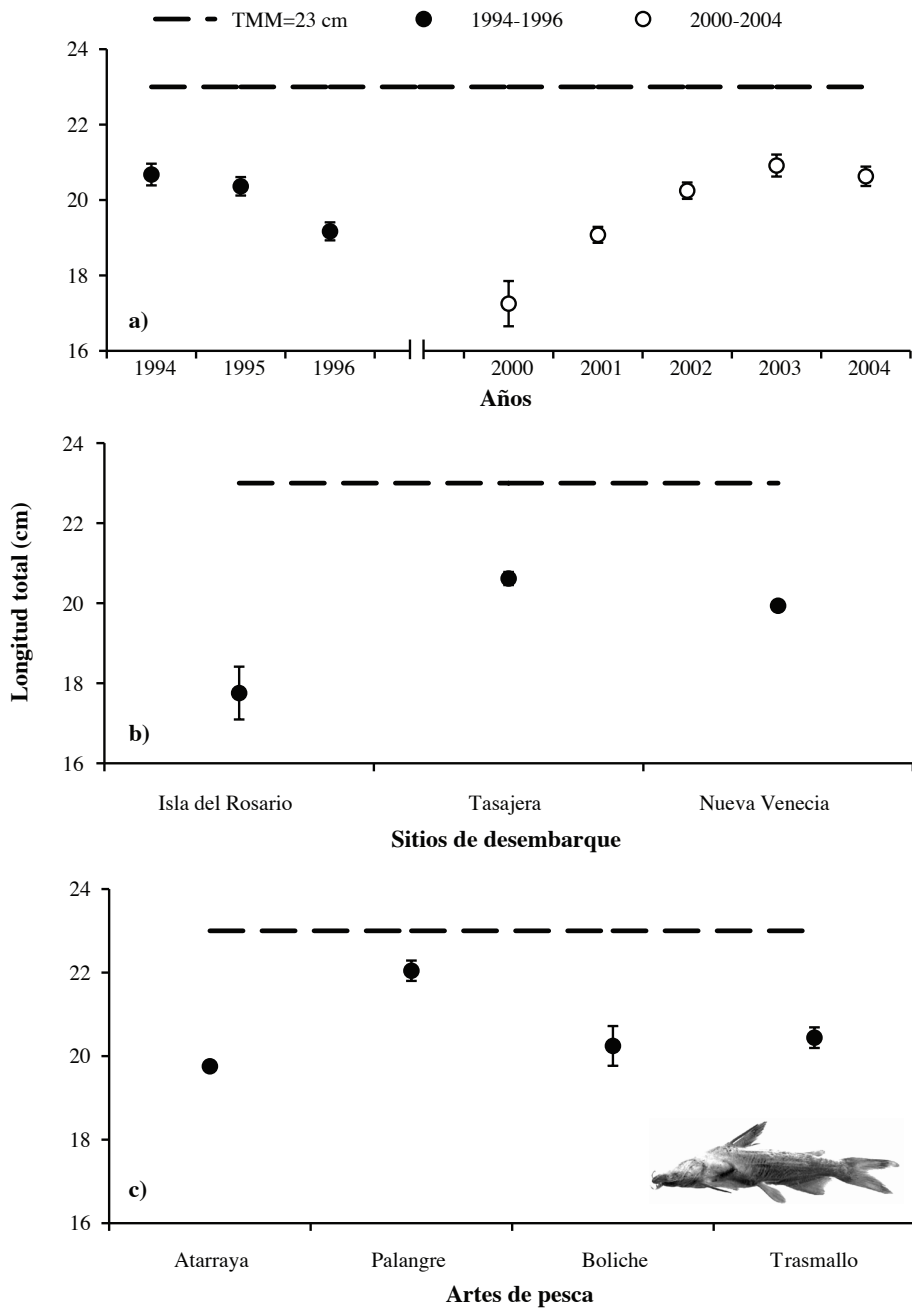 TMM=23 cm 1994-1996 2000-2004
24
22
20
18
16
a)
1994 1995 1996 2000 2001 2002 2003 2004
Años
Longitud total (cm)
24
22
20
18
16
b)
Isla del Rosario Tasajera Nueva Venecia
Sitios de desembarque
24
22
20
18
16
c)
Atarraya Palangre Boliche Trasmallo
Artes de pesca